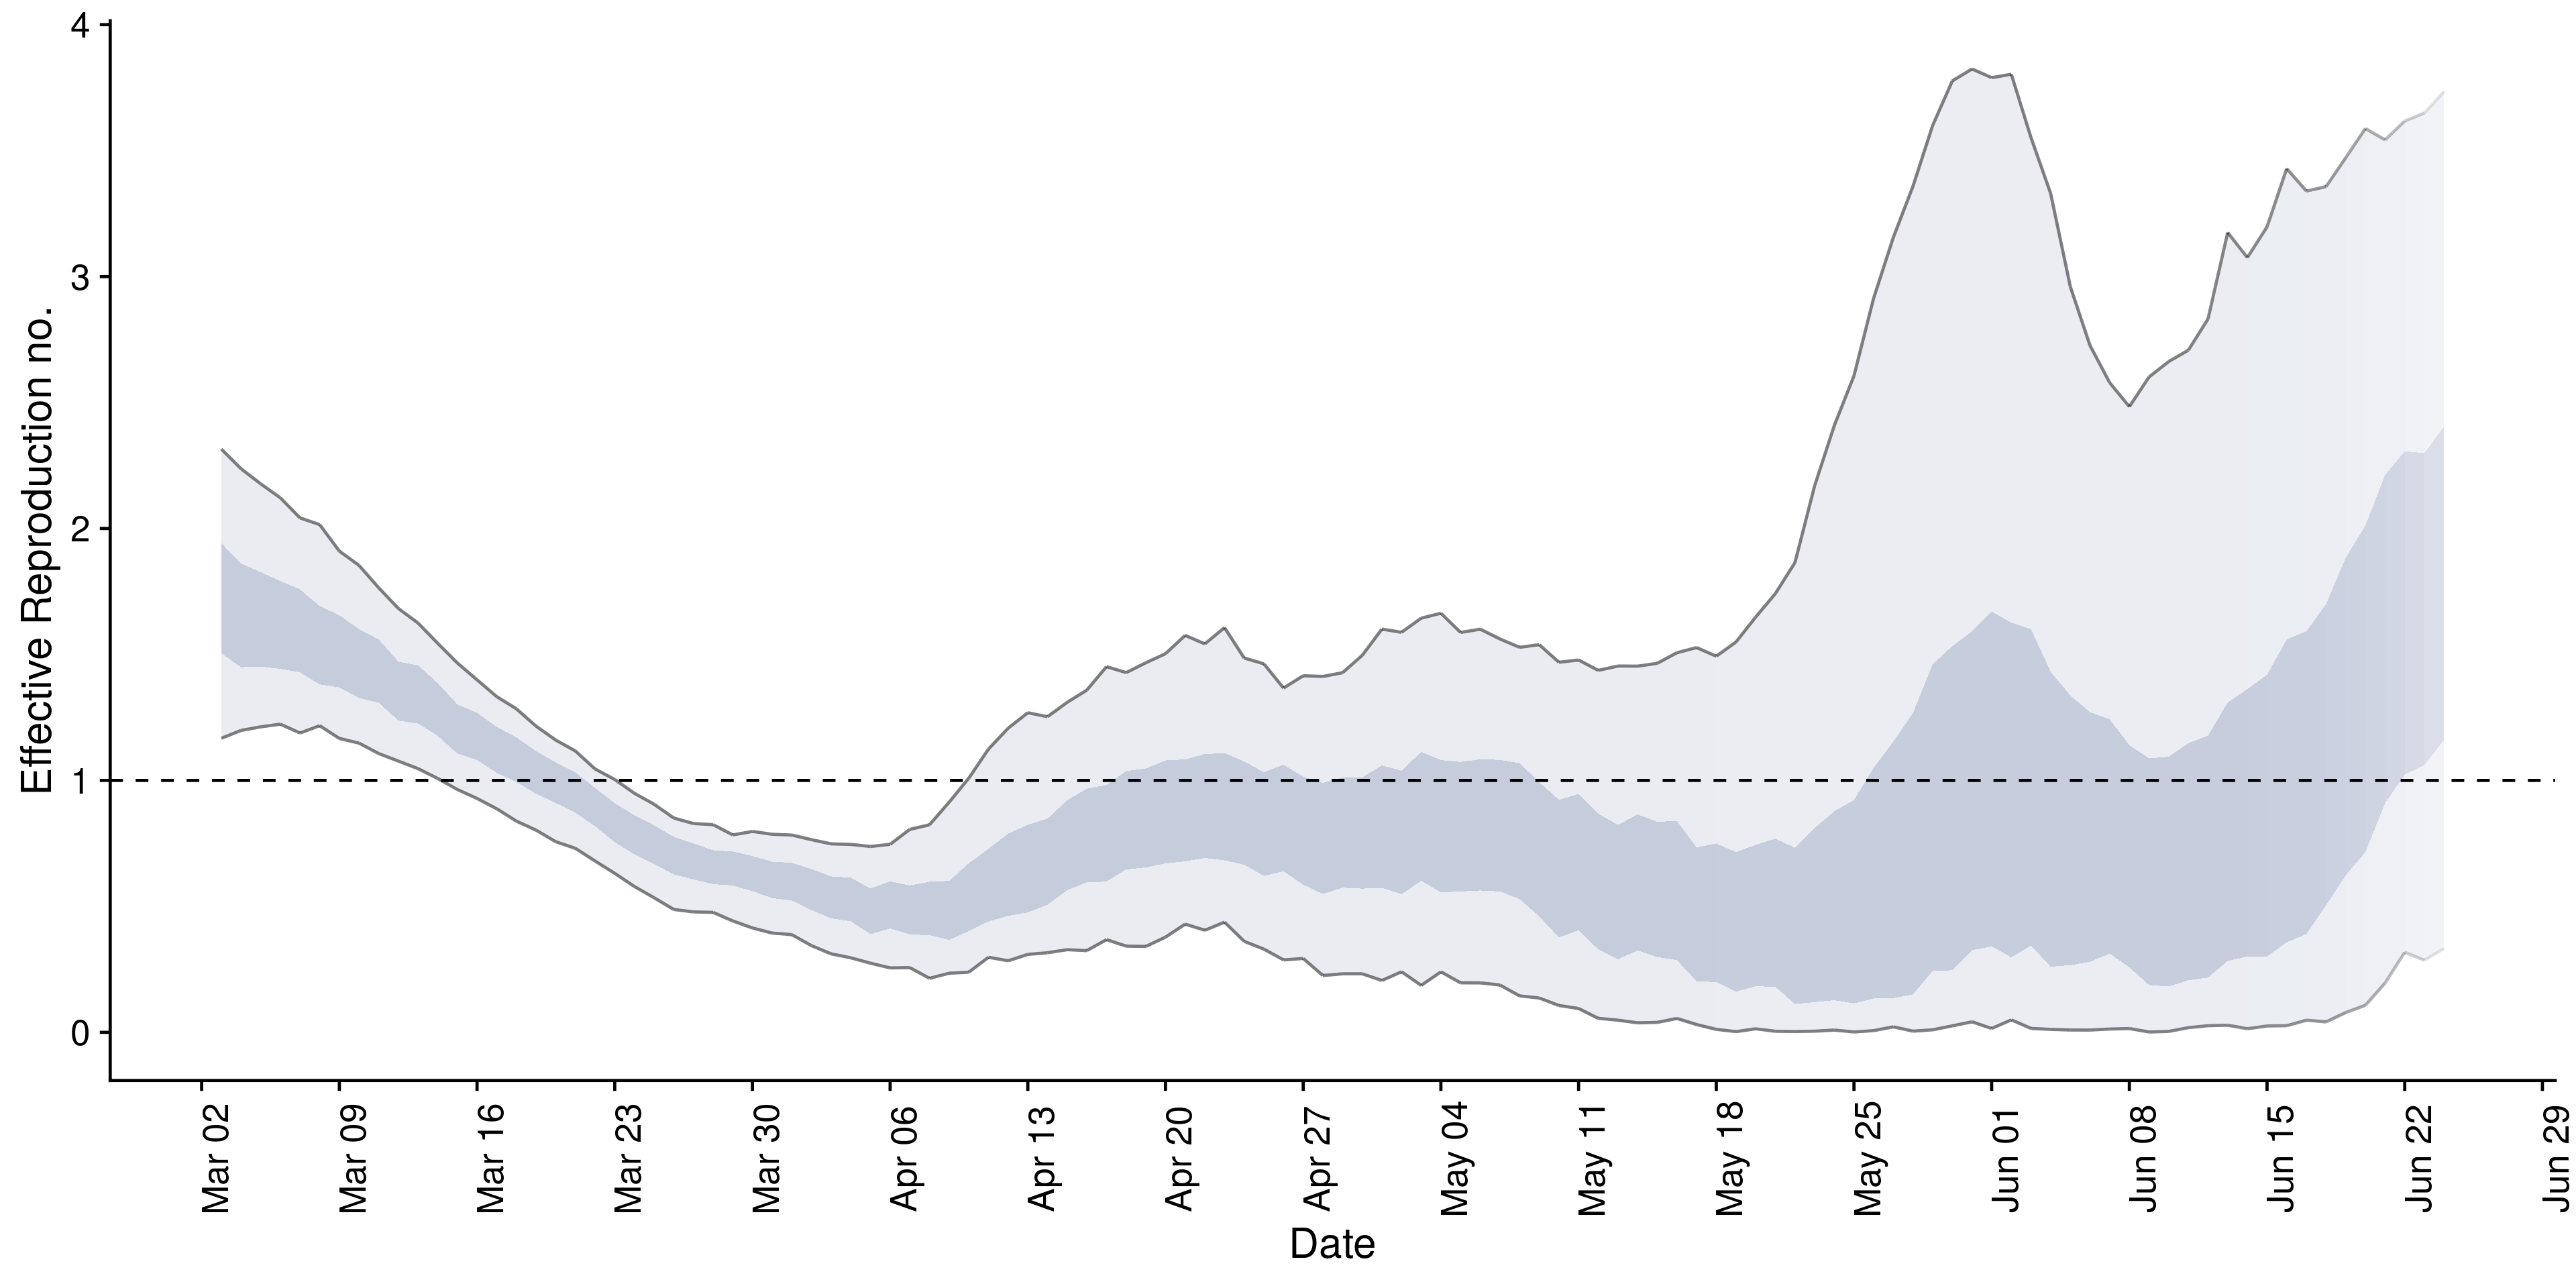 Effective Reproduction no.
4
3
2
1
0
Mar 02
Mar 09
Mar 16
Mar 23
Mar 30
Apr 06
Apr 13
Apr 20
Apr 27
May 04
May 11
May 18
May 25
Jun 01
Jun 08
Jun 15
Jun 22
Jun 29
Date